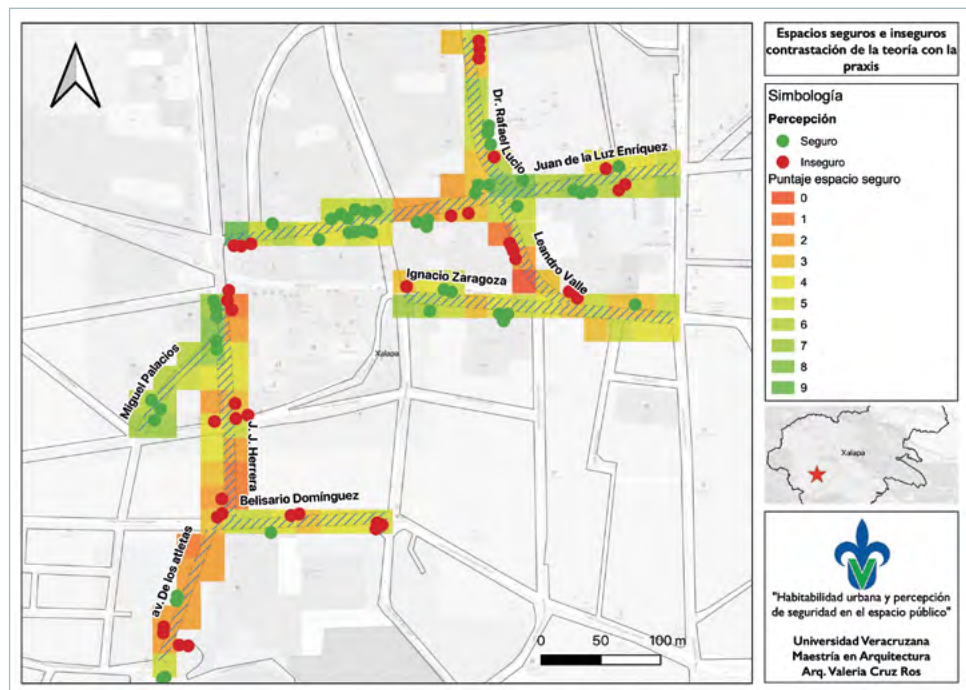 Espacios seguros e inseguros
contrastación de la teoría con la
praxis
Simbología
Percepción
Seguro
Inseguro
Puntaje espacio seguro
0
1
2
3
4
5
6
7
8
9
Xalapa
"Habitabilidad urbana y percepción
de seguridad en el espacio público"
Universidad Veracruzana
Maestría en Arquitectura
Arq. Valeria Cruz Ros
Dr. Rafael Lucio
Juan de la Luz Enríquez
Leandro Valle
Ignacio Zaragoza
Xalapa
Miguel Palacios
J. J. Herrera
Belisario Domínguez
av. De los atletas
0 50 100 m